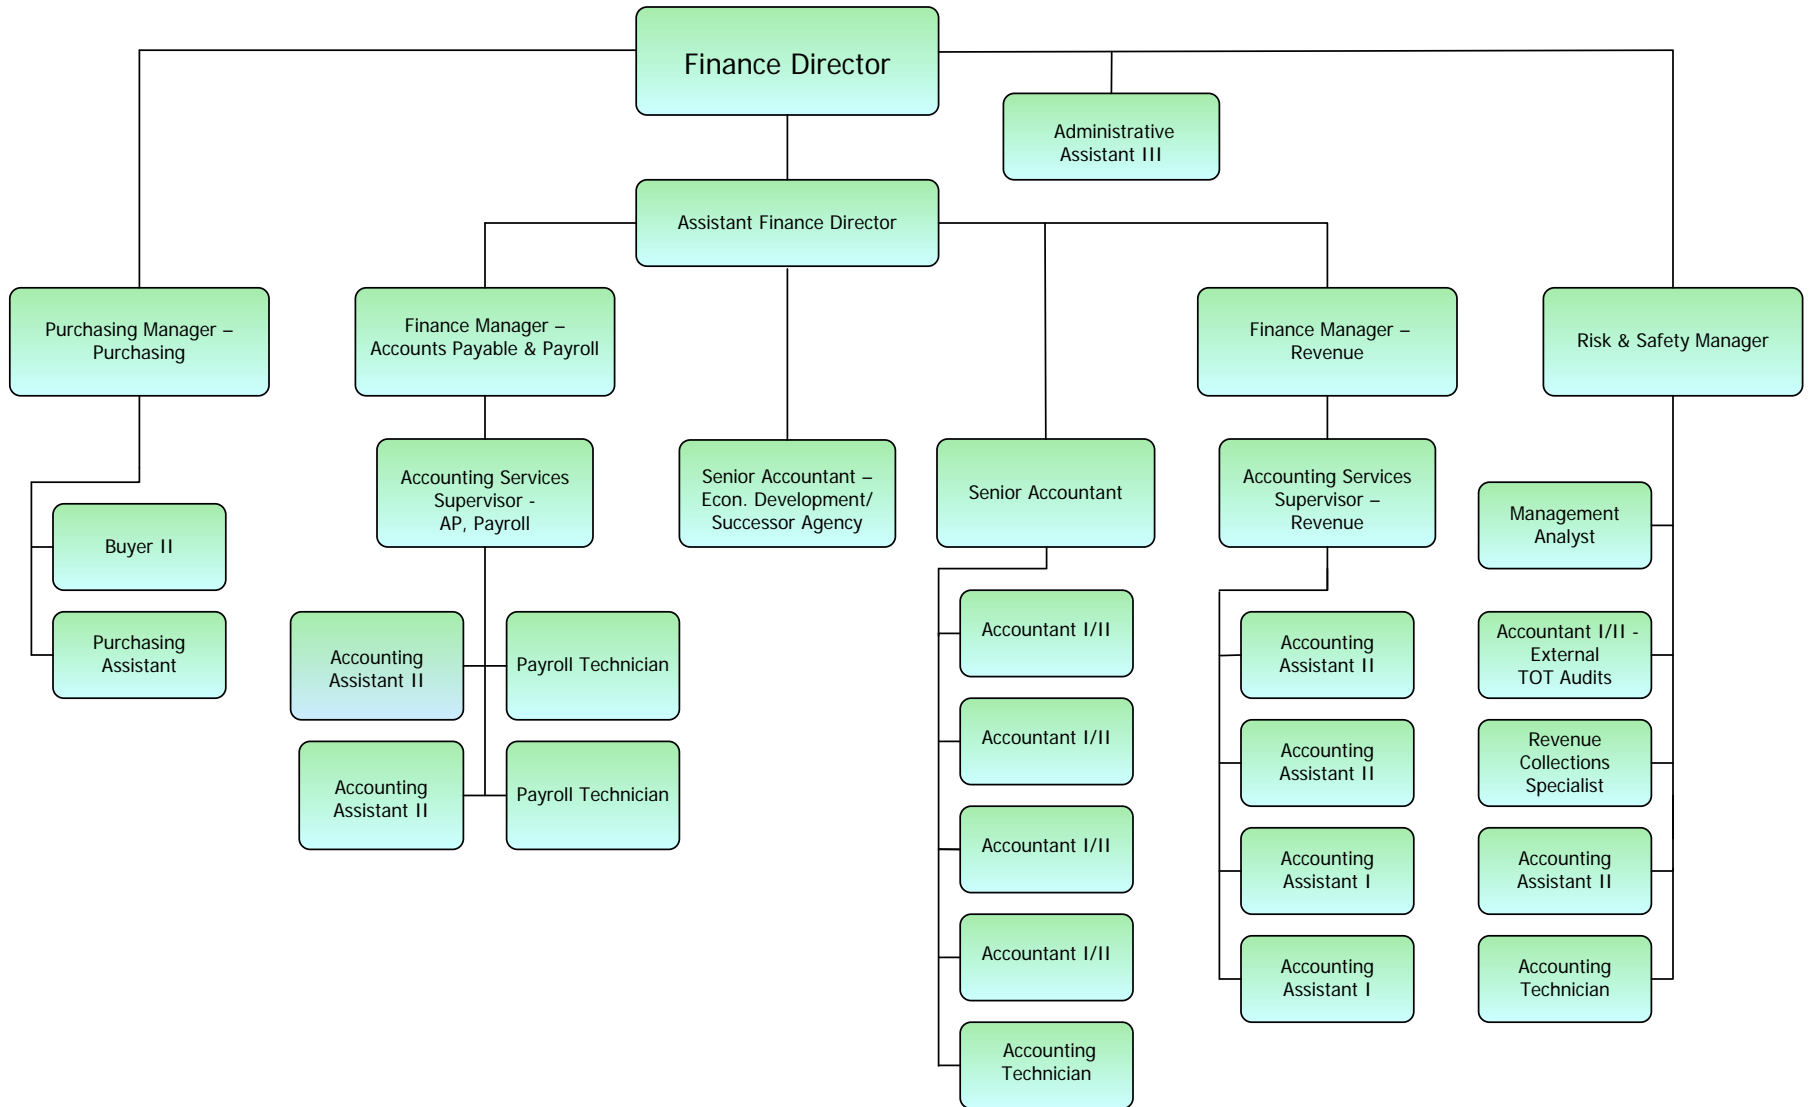 Finance Director
Administrative
Assistant III
Assistant Finance Director
Purchasing Manager –
Purchasing
Finance Manager –
Accounts Payable & Payroll
Finance Manager –
Revenue
Risk & Safety Manager
Accounting Services
Supervisor -
AP, Payroll
Senior Accountant –
Econ. Development/
Successor Agency
Senior Accountant
Accounting Services
Supervisor –
Revenue
Buyer II
Purchasing
Assistant
Accounting
Assistant II
Payroll Technician
Accounting
Assistant II
Payroll Technician
Accountant I/II
Accountant I/II
Accountant I/II
Accountant I/II
Accounting
Technician
Accounting
Assistant II
Accounting
Assistant II
Accounting
Assistant I
Accounting
Assistant I
Management
Analyst
Accountant I/II -
External
TOT Audits
Revenue
Collections
Specialist
Accounting
Assistant II
Accounting
Technician